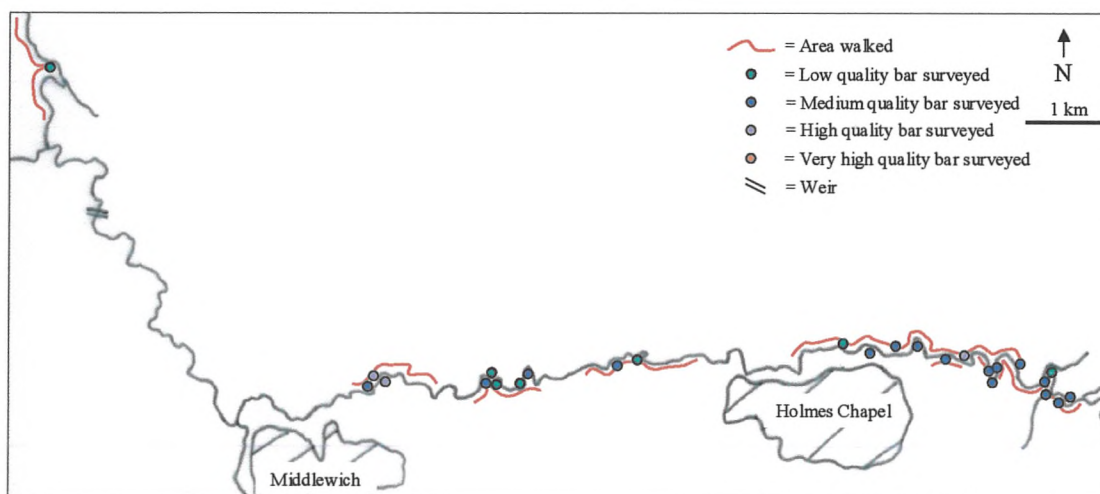 = Area walked
= Low quality bar surveyed
= Medium quality bar surveyed
= High quality bar surveyed
= Very high quality bar surveyed
= Weir
N
1 km
Holmes Chapel
Middlewich